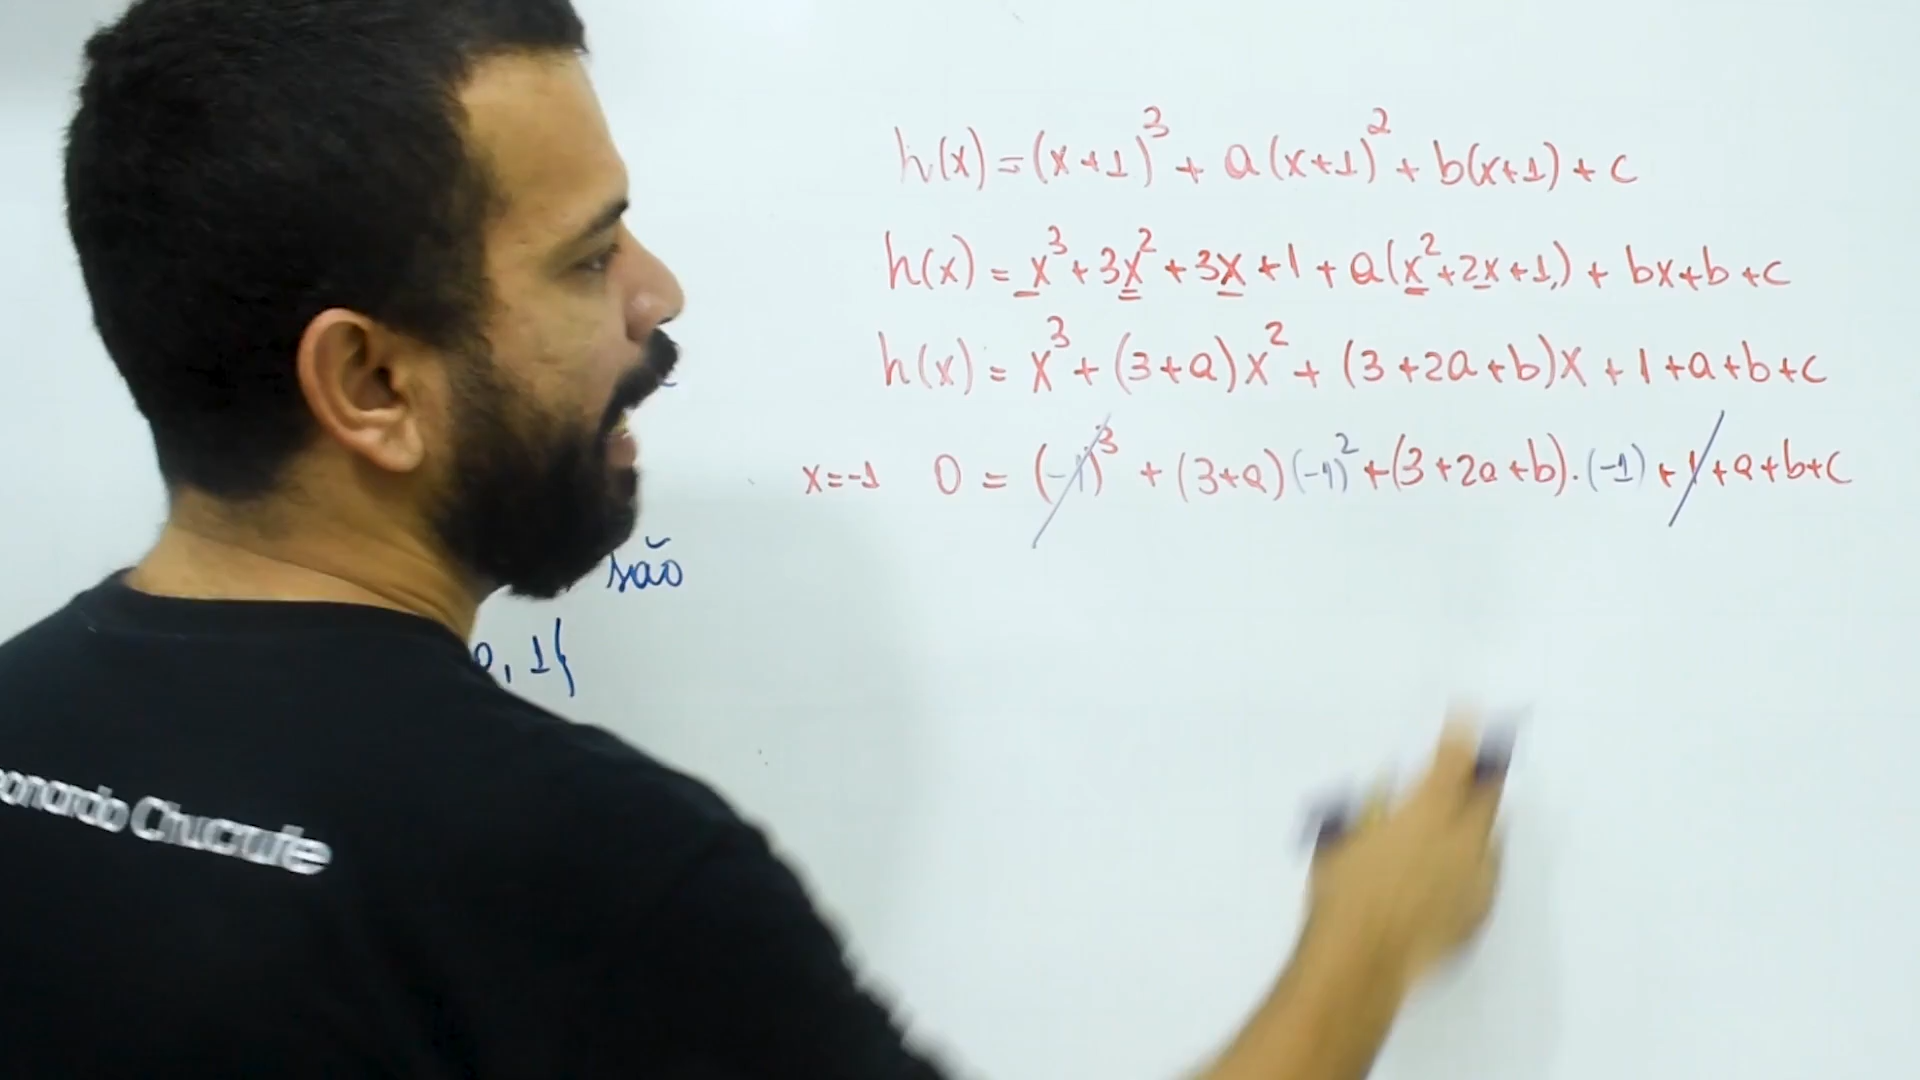 h(x) = (x+1)³ + a(x+1)² + b(x+1) + c
h(x) = x³ + 3x² + 3x + 1 + a(x² + 2x + 1) + bx + b + c
h(x) = x³ + (3+a)x² + (3+2a+b)x + 1 + a + b + c
x=-1 0 = (-1)³ + (3+a)(-1)² + (3+2a+b).(-1) + 1 + a + b + c
são
, 1{
Chucrute